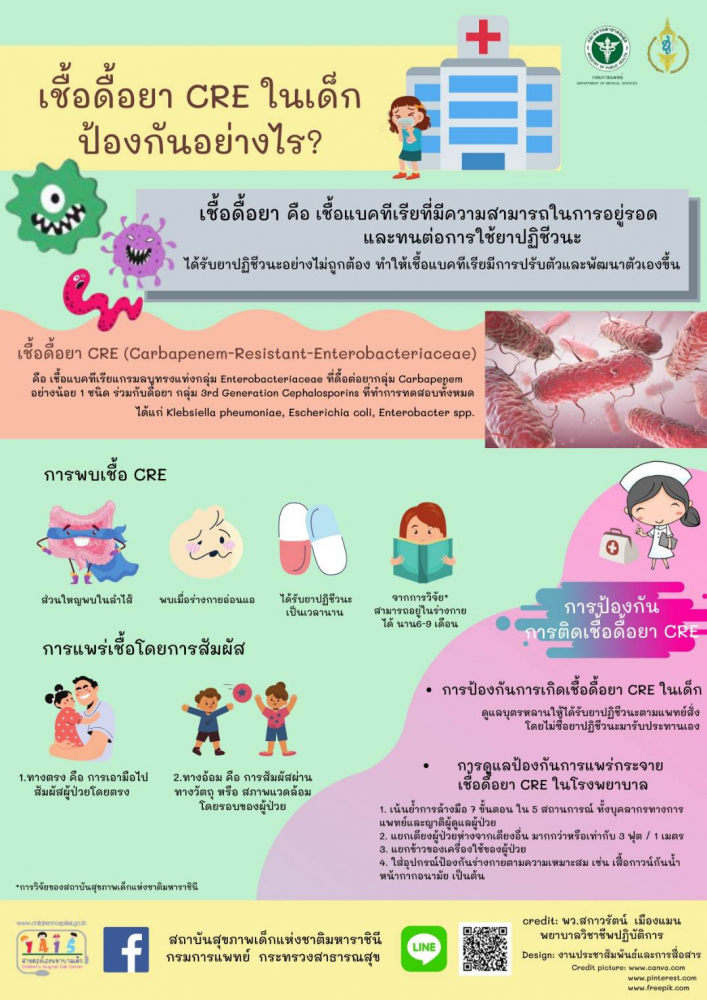 เชื้อดื้อยา CRE ในเด็ก
ป้องกันอย่างไร?
กรมการแพทย์
DEPARTMENT OF MEDICAL SERVICES
เชื้อดื้อยา คือ เชื้อแบคทีเรียที่มีความสามารถในการอยู่รอด
และทนต่อการใช้ยาปฏิชีวนะ
ได้รับยาปฏิชีวนะอย่างไม่ถูกต้อง ทำให้เชื้อแบคทีเรียมีการปรับตัวและพัฒนาตัวเองขึ้น
เชื้อดื้อยา CRE (Carbapenem-Resistant-Enterobacteriaceae)
คือ เชื้อแบคทีเรียแกรมลบทรงแท่งกลุ่ม Enterobacteriaceae ที่ดื้อต่อยากลุ่ม Carbapenem
อย่างน้อย 1 ชนิด ร่วมกับดื้อยา กลุ่ม 3rd Generation Cephalosporins ที่ทำการทดสอบทั้งหมด
ได้แก่ Klebsiella pheumoniae, Escherichia coli, Enterobacter spp.
การพบเชื้อ CRE
ส่วนใหญ่พบในลำไส้
พบเมื่อร่างกายอ่อนแอ
ได้รับยาปฏิชีวนะ
เป็นเวลานาน
จากการวิจัย*
สามารถอยู่ในร่างกาย
ได้ นาน6-9 เดือน
การแพร่เชื้อโดยการสัมผัส
1.ทางตรง คือ การเอามือไป
สัมผัสผู้ป่วยโดยตรง
2.ทางอ้อม คือ การสัมผัสผ่าน
ทางวัตถุ หรือ สภาพแวดล้อม
โดยรอบของผู้ป่วย
*การวิจัยของสถาบันสุขภาพเด็กแห่งชาติมหาราชินี
การป้องกัน
การติดเชื้อดื้อยา CRE
• การป้องกันการเกิดเชื้อดื้อยา CRE ในเด็ก
ดูแลบุตรหลานให้ได้รับยาปฏิชีวนะตามแพทย์สั่ง
โดยไม่ซื้อยาปฏิชีวนะมารับประทานเอง
• การดูแลป้องกันการแพร่กระจาย
เชื้อดื้อยา CRE ในโรงพยาบาล
1. เน้นย้ำการล้างมือ 7 ขั้นตอน ใน 5 สถานการณ์ ทั้งบุคลากรทางการ
แพทย์และญาติผู้ดูแลผู้ป่วย
2. แยกเตียงผู้ป่วยห่างจากเตียงอื่น มากกว่าหรือเท่ากับ 3 ฟุต / 1 เมตร
3. แยกข้าวของเครื่องใช้ของผู้ป่วย
4. ใส่อุปกรณ์ป้องกันร่างกายตามความเหมาะสม เช่น เสื้อกาวน์กันน้ำ
หน้ากากอนามัย เป็นต้น
www.childrenhospital.go.th
1415
สายตรงโรงพยาบาลเด็ก
Children's Hospital Call Center
สถาบันสุขภาพเด็กแห่งชาติมหาราชินี
กรมการแพทย์ กระทรวงสาธารณสุข
LINE
credit: พว.สกาวรัตน์ เมืองแมน
พยาบาลวิชาชีพปฏิบัติการ
Design: งานประชาสัมพันธ์และการสื่อสาร
Credit picture: www.canva.com
www.pinterest.com
www.freepik.com